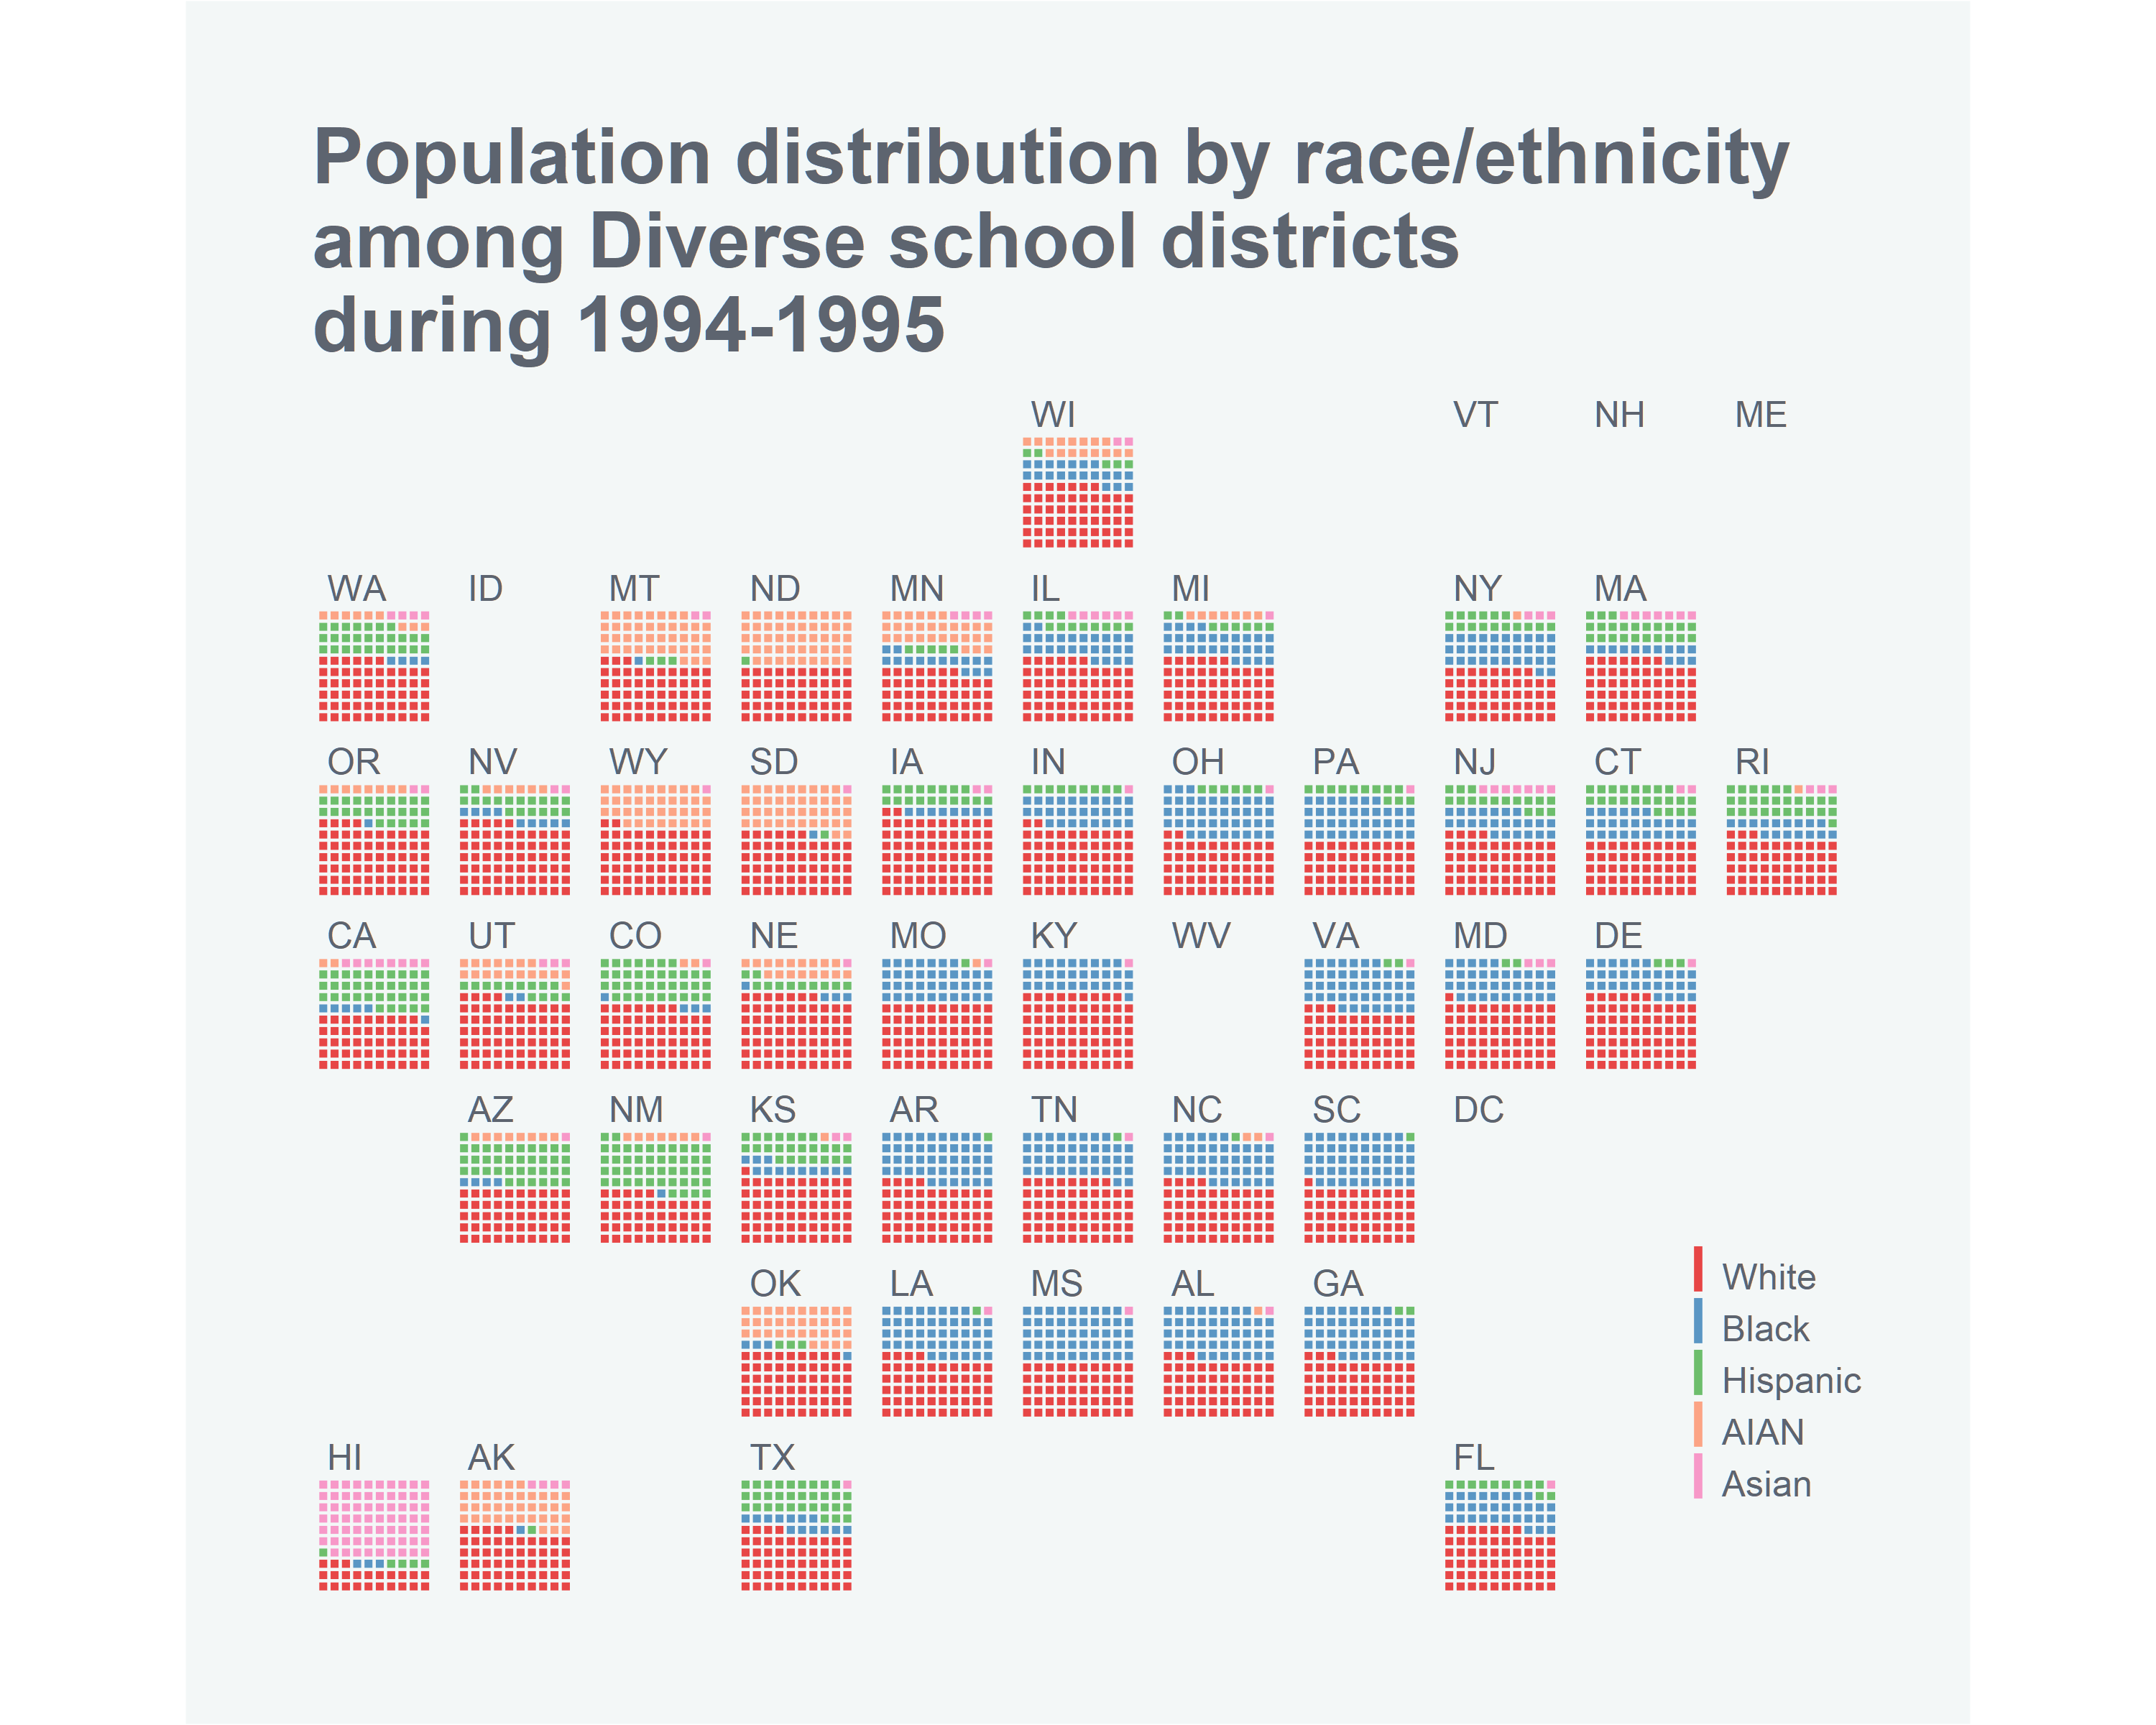 Population distribution by race/ethnicity
among Diverse school districts
during 1994-1995
WI VT NH ME
WA ID MT ND MN IL MI NY MA
OR NV WY SD IA IN OH PA NJ CT RI
CA UT CO NE MO KY WV VA MD DE
AZ NM KS AR TN NC SC DC
OK LA MS AL GA
HI AK TX FL
White
Black
Hispanic
AIAN
Asian